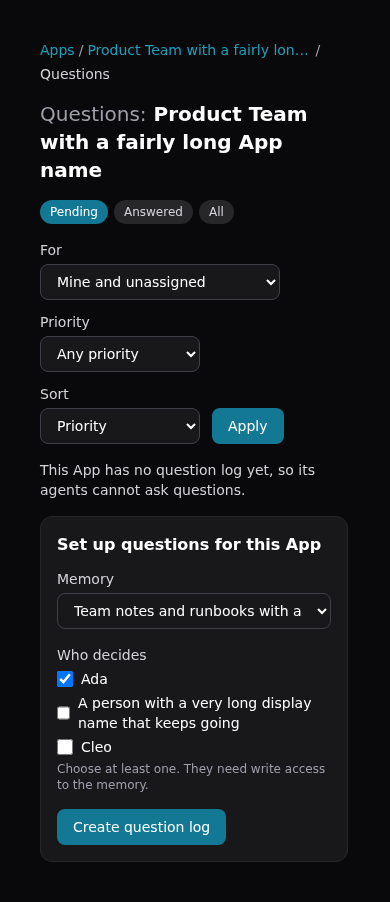 Apps / Product Team with a fairly lon... /
Questions
Questions: Product Team
with a fairly long App
name
Pending Answered All
For
Mine and unassigned
Priority
Any priority
Sort
Priority Apply
This App has no question log yet, so its
agents cannot ask questions.
Set up questions for this App
Memory
Team notes and runbooks with a
Who decides
Ada
A person with a very long display
name that keeps going
Cleo
Choose at least one. They need write access
to the memory.
Create question log